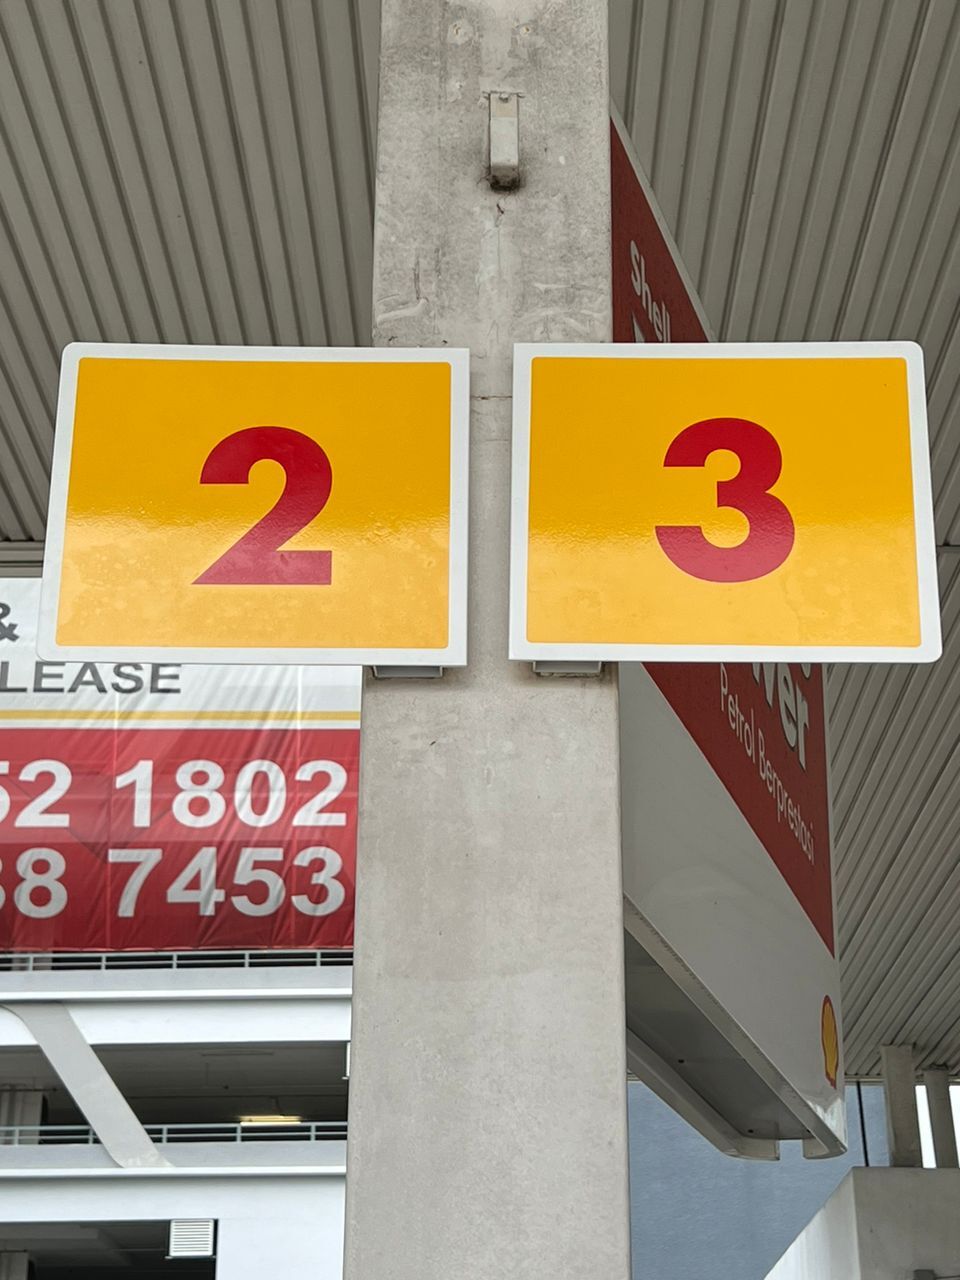 shell
2
3
&
LEASE
Petrol Berprestasi
52 1802
38 7453